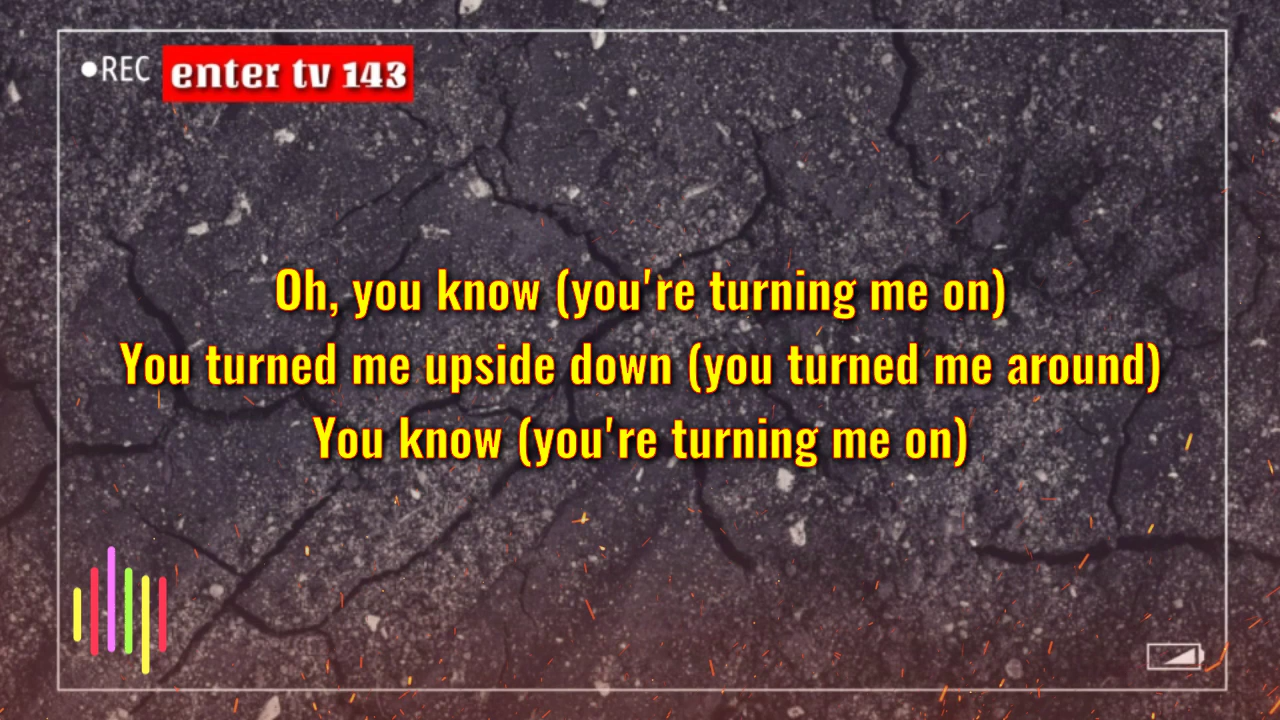 REC enter tv 143
Oh, you know (you're turning me on)
You turned me upside down (you turned me around)
You know (you're turning me on)